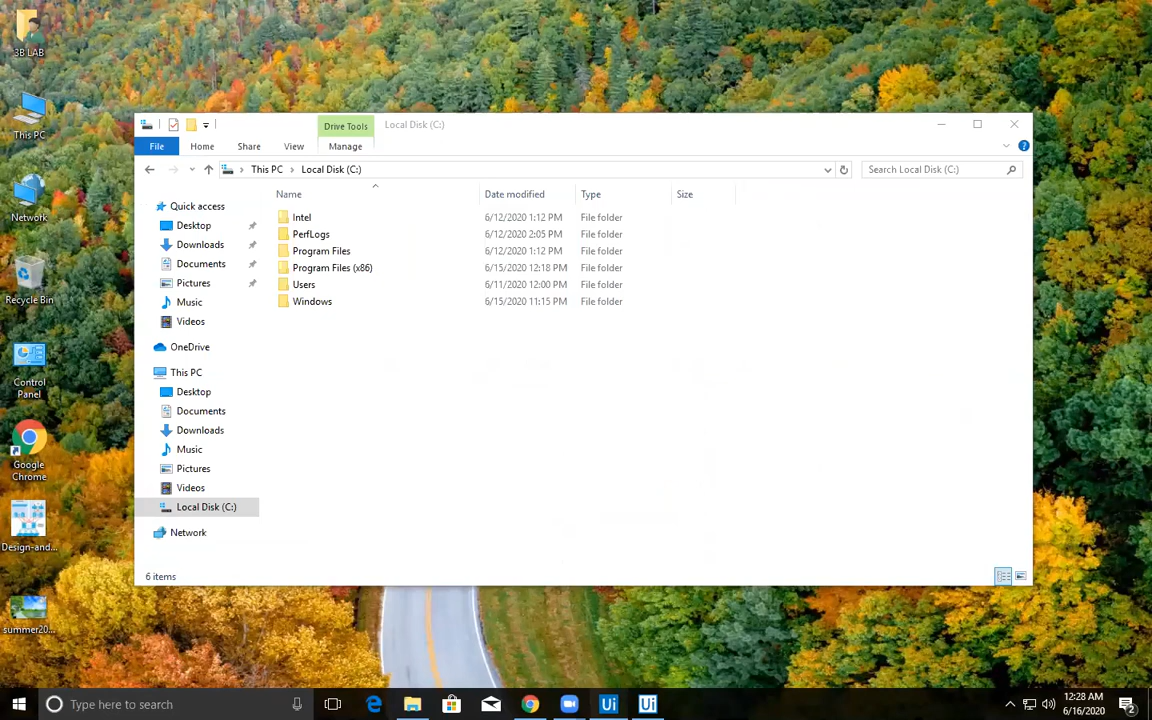 3B LAB
This PC
Network
Recycle Bin
Control
Panel
Google
Chrome
Design-and...
summer20...
Drive Tools
Local Disk (C:)
File
Home
Share
View
Manage
This PC
Local Disk (C:)
Search Local Disk (C:)
Name
Date modified
Type
Size
Intel
6/12/2020 1:12 PM
File folder
PerfLogs
6/12/2020 2:05 PM
File folder
Program Files
6/12/2020 1:12 PM
File folder
Program Files (x86)
6/15/2020 12:18 PM
File folder
Users
6/11/2020 12:00 PM
File folder
Windows
6/15/2020 11:15 PM
File folder
Quick access
Desktop
Downloads
Documents
Pictures
Music
Videos
OneDrive
This PC
Desktop
Documents
Downloads
Music
Pictures
Videos
Local Disk (C:)
Network
6 items
Type here to search
Ui
Ui
12:28 AM
6/16/2020
2